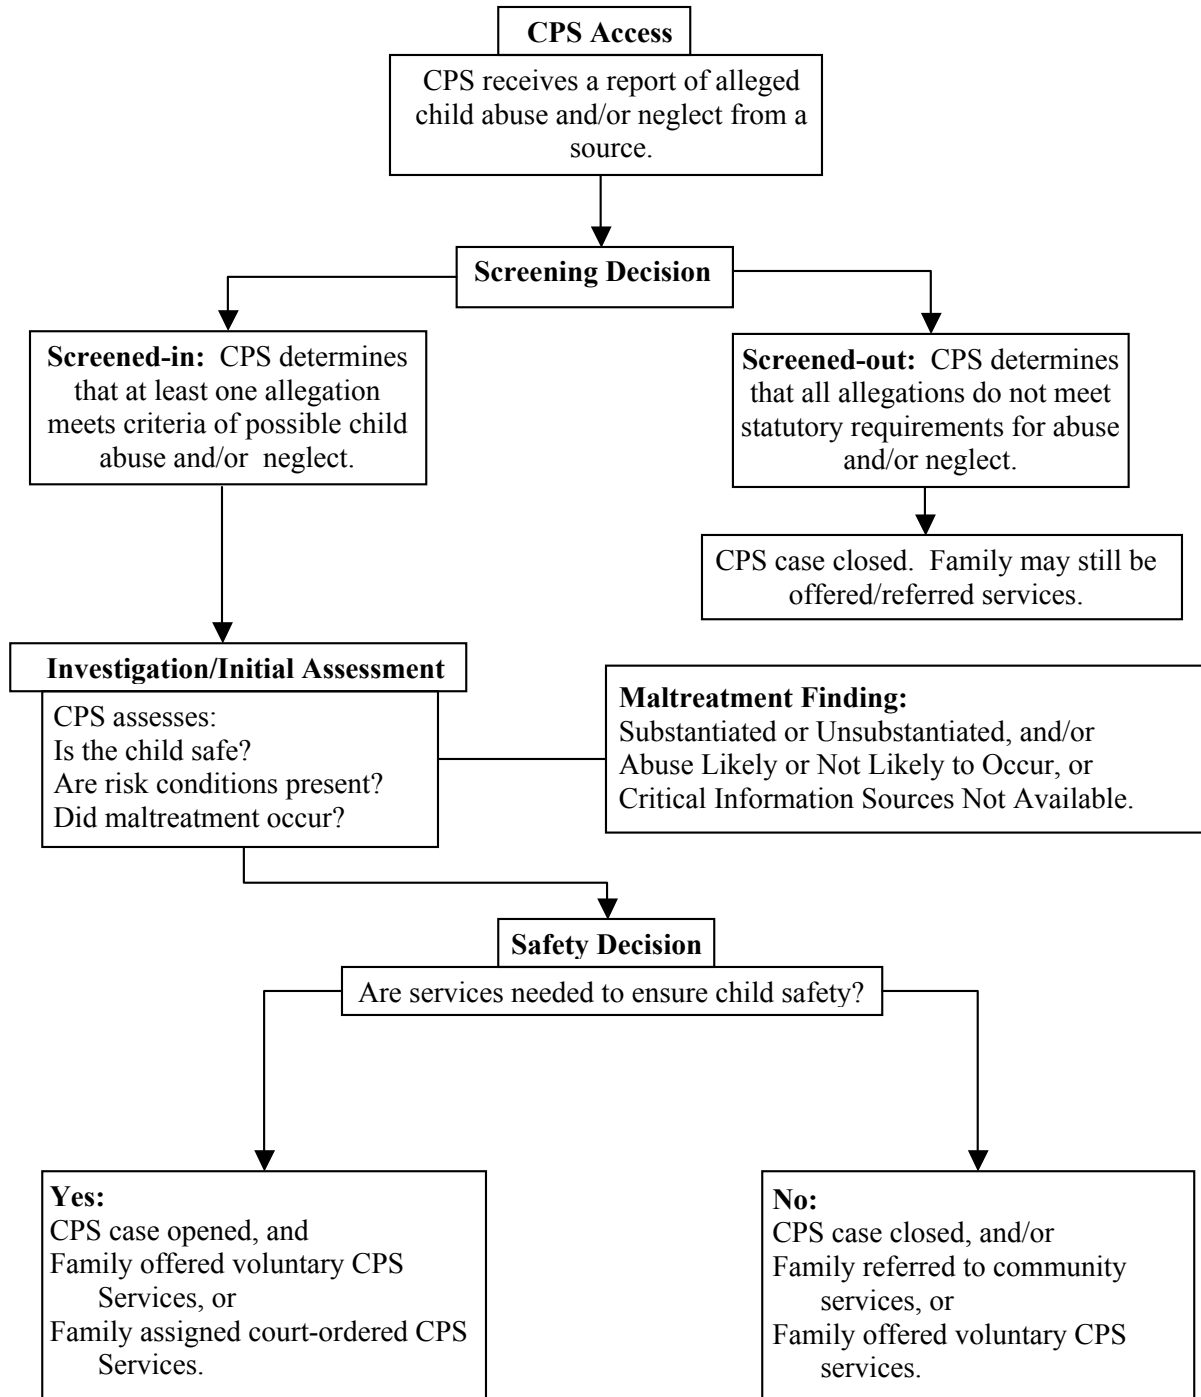 CPS Access
CPS receives a report of alleged
child abuse and/or neglect from a
source.
Screening Decision
Screened-in:  CPS determines
that at least one allegation
meets criteria of possible child
abuse and/or  neglect.
Screened-out:  CPS determines
that all allegations do not meet
statutory requirements for abuse
and/or neglect.
CPS case closed.  Family may still be
offered/referred services.
Investigation/Initial Assessment
CPS assesses:
Is the child safe?
Are risk conditions present?
Did maltreatment occur?
Maltreatment Finding:
Substantiated or Unsubstantiated, and/or
Abuse Likely or Not Likely to Occur, or
Critical Information Sources Not Available.
Safety Decision
Are services needed to ensure child safety?
Yes:
CPS case opened, and
Family offered voluntary CPS
Services, or
Family assigned court-ordered CPS
Services.
No:
CPS case closed, and/or
Family referred to community
services, or
Family offered voluntary CPS
services.